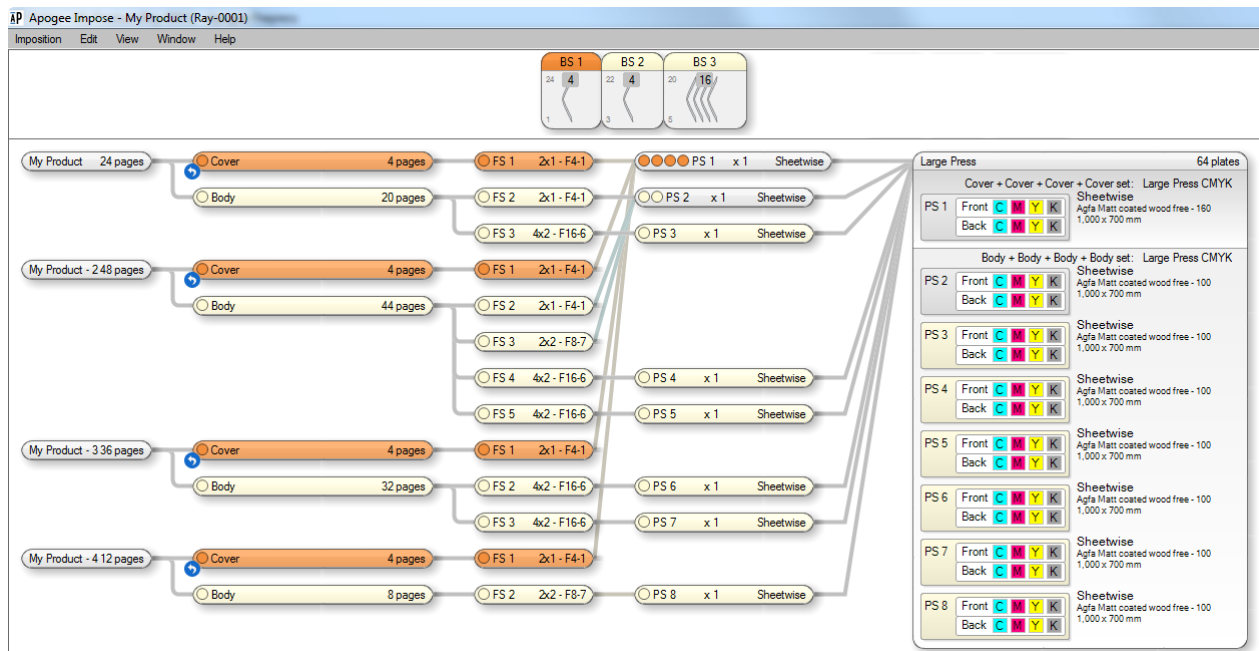 AP Apogee Impose - My Product (Ray-0001)
Imposition Edit View Window Help
BS 1 BS 2 BS 3
24 4 22 4 20 16
1 3 5
My Product 24 pages Cover 4 pages FS 1 2x1 - F4-1 PS 1 x 1 Sheetwise
Body 20 pages FS 2 2x1 - F4-1 PS 2 x 1 Sheetwise
FS 3 4x2 - F16-6 PS 3 x 1 Sheetwise
My Product - 2 48 pages Cover 4 pages FS 1 2x1 - F4-1
Body 44 pages FS 2 2x1 - F4-1
FS 3 2x2 - F8-7
FS 4 4x2 - F16-6 PS 4 x 1 Sheetwise
FS 5 4x2 - F16-6 PS 5 x 1 Sheetwise
My Product - 3 36 pages Cover 4 pages FS 1 2x1 - F4-1
Body 32 pages FS 2 4x2 - F16-6 PS 6 x 1 Sheetwise
FS 3 4x2 - F16-6 PS 7 x 1 Sheetwise
My Product - 4 12 pages Cover 4 pages FS 1 2x1 - F4-1
Body 8 pages FS 2 2x2 - F8-7 PS 8 x 1 Sheetwise
Large Press 64 plates
Cover + Cover + Cover + Cover set: Large Press CMYK
PS 1 Front C M Y K Sheetwise
Agfa Matt coated wood free - 160
Back C M Y K 1,000 x 700 mm
Body + Body + Body + Body set: Large Press CMYK
PS 2 Front C M Y K Sheetwise
Agfa Matt coated wood free - 100
Back C M Y K 1,000 x 700 mm
PS 3 Front C M Y K Sheetwise
Agfa Matt coated wood free - 100
Back C M Y K 1,000 x 700 mm
PS 4 Front C M Y K Sheetwise
Agfa Matt coated wood free - 100
Back C M Y K 1,000 x 700 mm
PS 5 Front C M Y K Sheetwise
Agfa Matt coated wood free - 100
Back C M Y K 1,000 x 700 mm
PS 6 Front C M Y K Sheetwise
Agfa Matt coated wood free - 100
Back C M Y K 1,000 x 700 mm
PS 7 Front C M Y K Sheetwise
Agfa Matt coated wood free - 100
Back C M Y K 1,000 x 700 mm
PS 8 Front C M Y K Sheetwise
Agfa Matt coated wood free - 100
Back C M Y K 1,000 x 700 mm